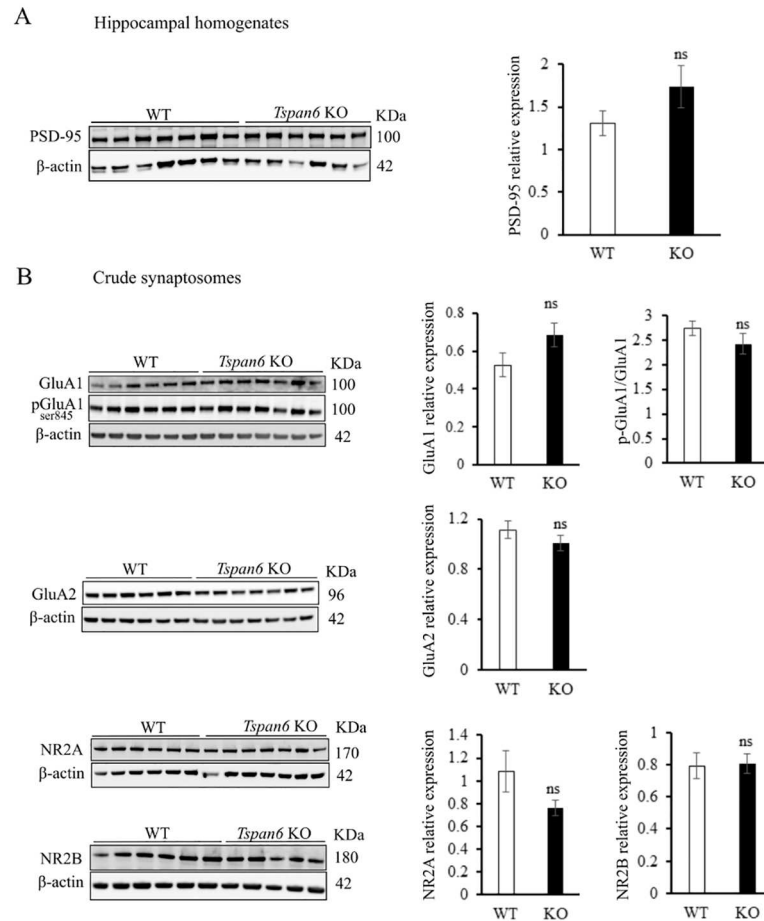 A
Hippocampal homogenates
WT
Tspan6 KO
KDa
PSD-95
100
β-actin
42
PSD-95 relative expression
2
1.5
1
0.5
0
ns
WT
KO
B
Crude synaptosomes
WT
Tspan6 KO
KDa
GluA1
100
pGluA1
ser845
100
β-actin
42
GluA1 relative expression
0.8
0.6
0.4
0.2
0
ns
WT
KO
p-GluA1/GluA1
3
2.5
2
1.5
1
0.5
0
ns
WT
KO
WT
Tspan6 KO
KDa
GluA2
96
β-actin
42
GluA2 relative expression
1.2
0.8
0.4
0
ns
WT
KO
WT
Tspan6 KO
KDa
NR2A
170
β-actin
42
WT
Tspan6 KO
KDa
NR2B
180
β-actin
42
NR2A relative expression
1.4
1.2
1
0.8
0.6
0.4
0.2
0
ns
WT
KO
NR2B relative expression
1
0.8
0.6
0.4
0.2
0
ns
WT
KO